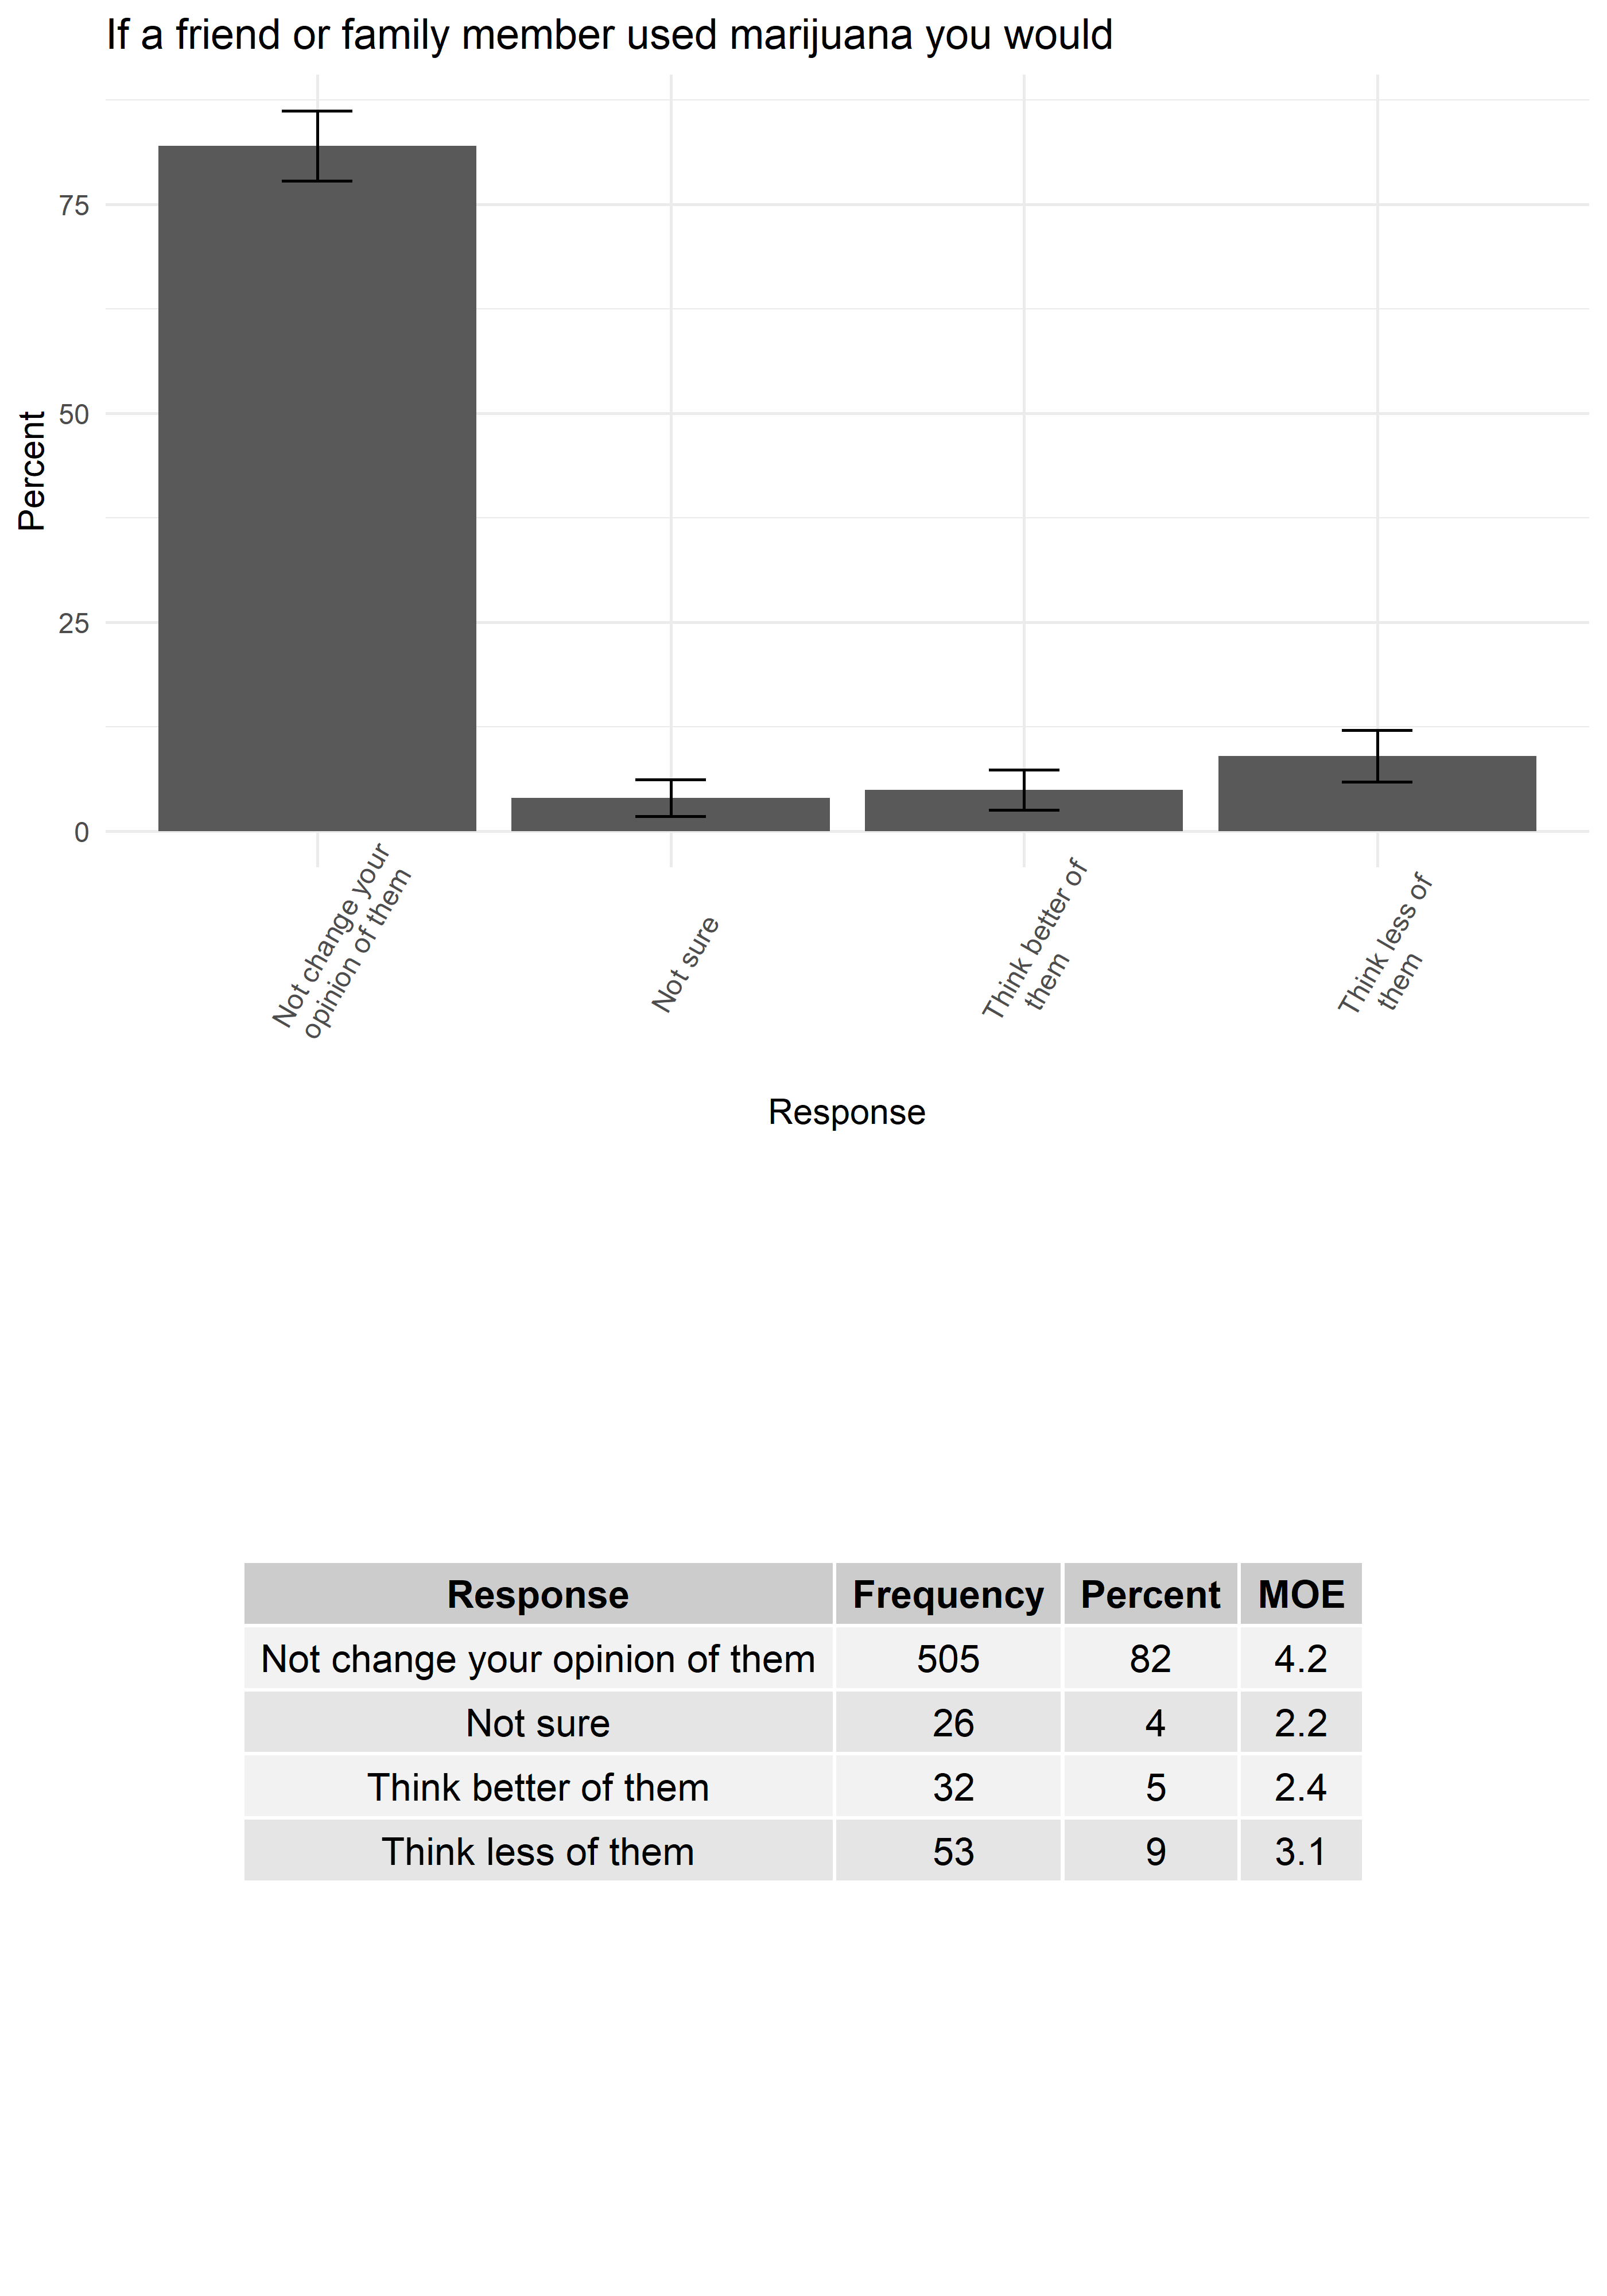 If a friend or family member used marijuana you would
Percent
75
50
25
0
Not change your
opinion of them
Not sure
Think better of
them
Think less of
them
Response
Response Frequency Percent MOE
Not change your opinion of them 505 82 4.2
Not sure 26 4 2.2
Think better of them 32 5 2.4
Think less of them 53 9 3.1